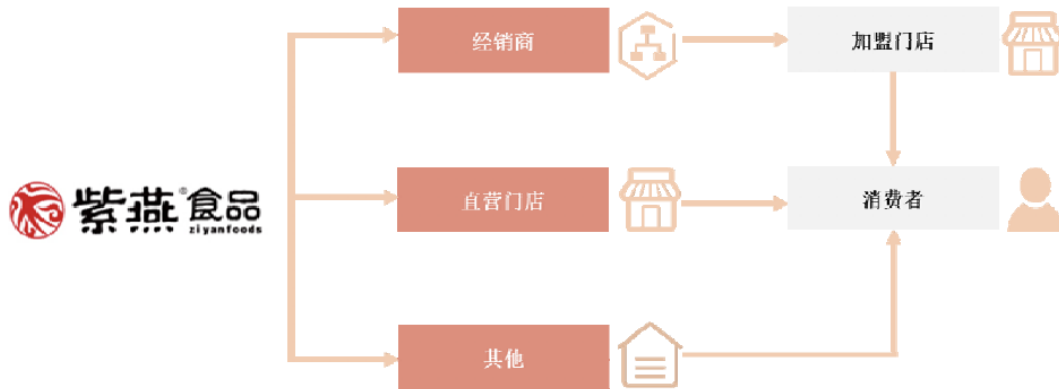 经销商
加盟门店
紫燕®食品
ziyanfoods
直营门店
消费者
其他